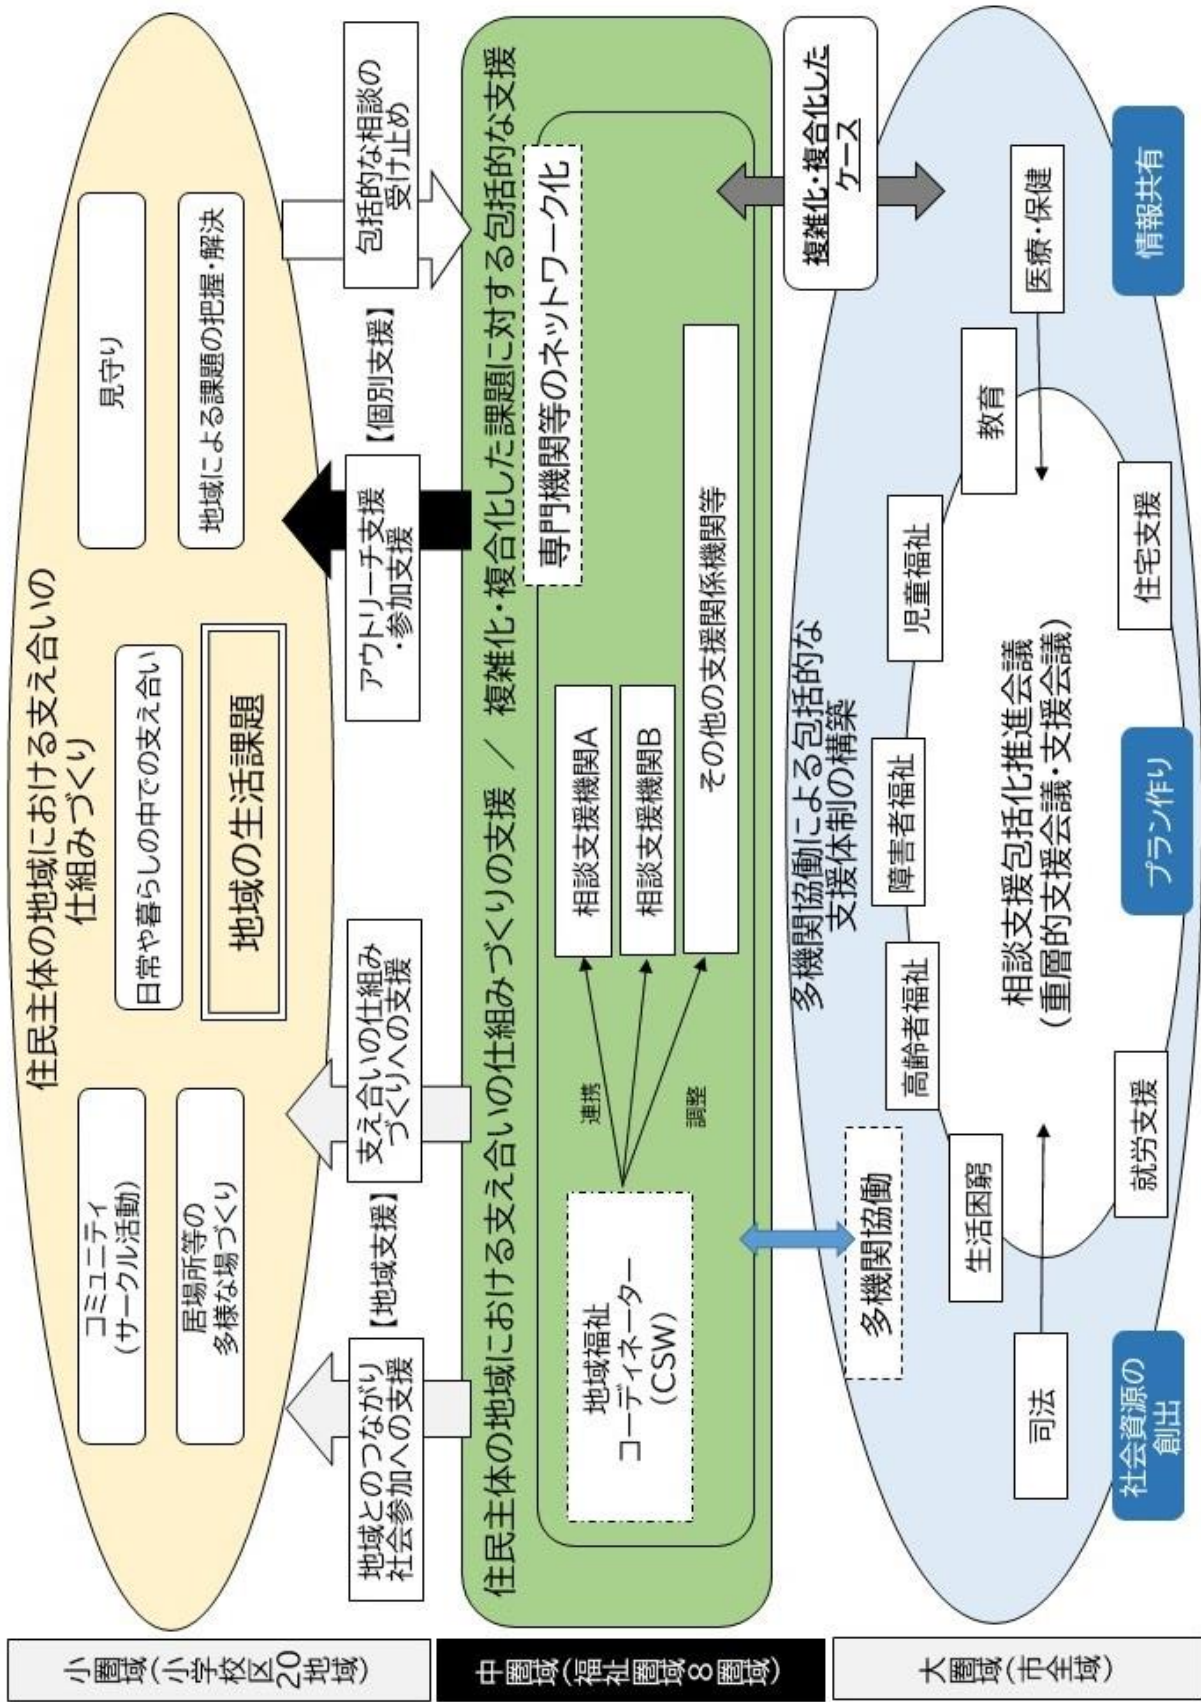 小圏域(小学校区20地域)
住民主体の地域における支え合いの
仕組みづくり
コミュニティ
(サークル活動)
居場所等の
多様な場づくり
日常や暮らしの中での支え合い
地域の生活課題
見守り
地域による課題の把握・解決
地域とのつながり
社会参加への支援
【地域支援】
支え合いの仕組み
づくりへの支援
アウトリーチ支援
・参加支援
【個別支援】
包括的な相談の
受け止め
中圏域(福祉圏域8圏域)
住民主体の地域における支え合いの仕組みづくりの支援 / 複雑化・複合化した課題に対する包括的な支援
専門機関等のネットワーク化
地域福祉
コーディネーター
(CSW)
連携
調整
相談支援機関A
相談支援機関B
その他の支援関係機関等
複雑化・複合化した
ケース
大圏域(市全域)
多機関協働による包括的な
支援体制の構築
多機関協働
司法
生活困窮
高齢者福祉
障害者福祉
児童福祉
教育
医療・保健
相談支援包括化推進会議
(重層的支援会議・支援会議)
就労支援
住宅支援
社会資源の
創出
プラン作り
情報共有